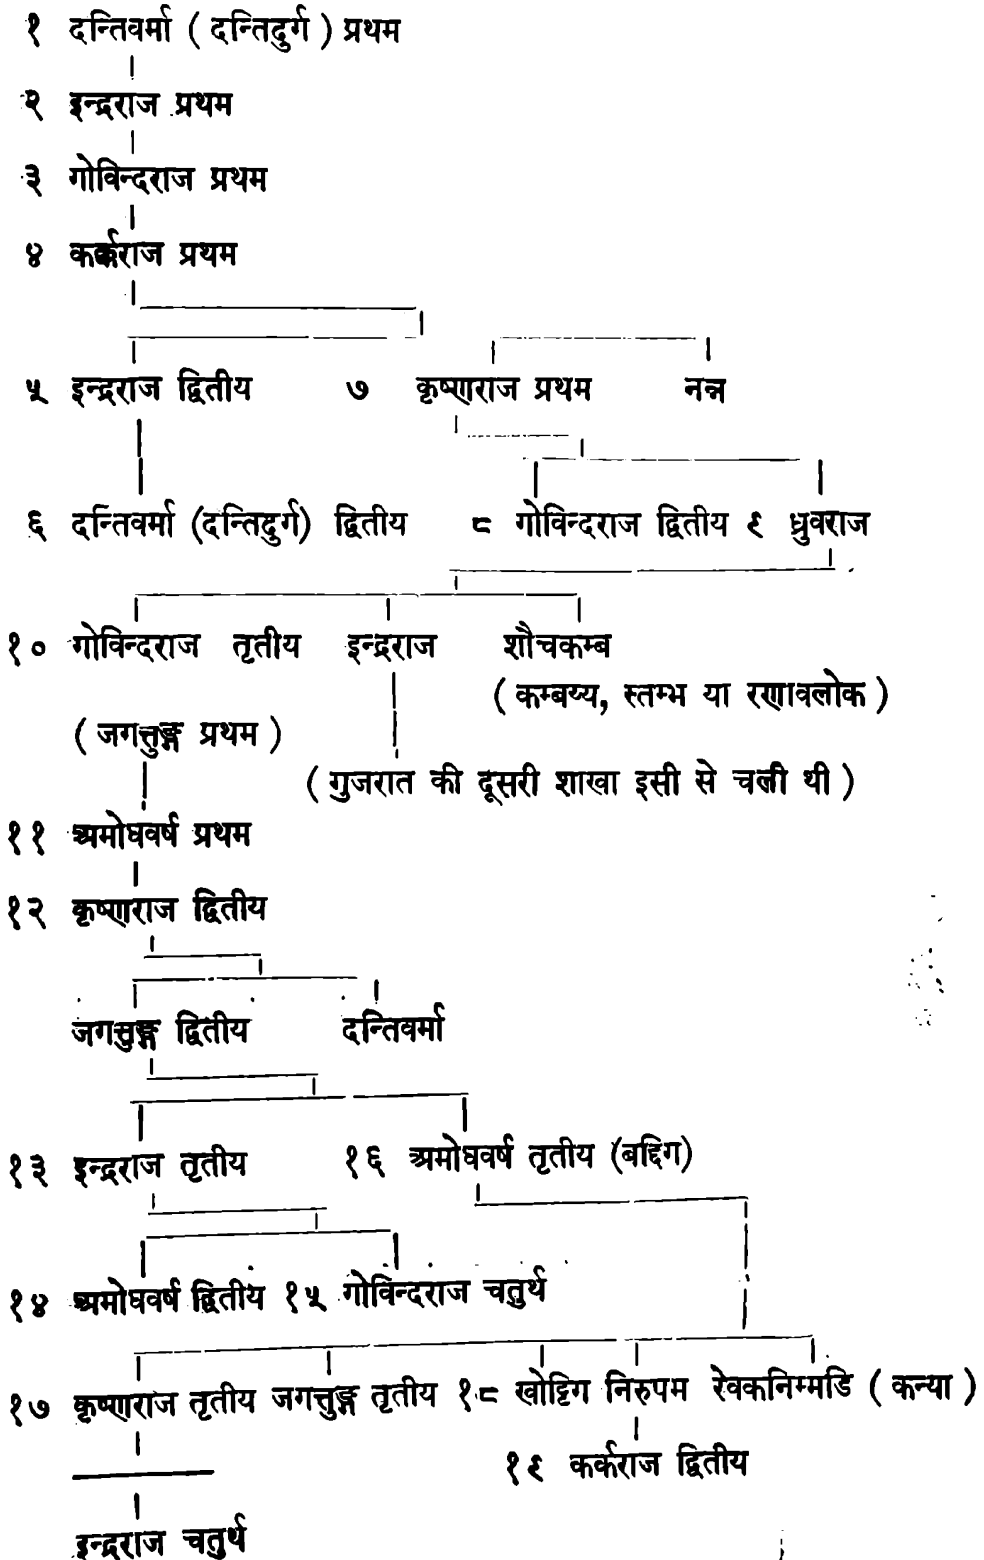 १ दन्तिवर्मा ( दन्तिदुर्ग ) प्रथम
२ इन्द्रराज प्रथम
३ गोविन्दराज प्रथम
४ कर्कराज प्रथम
५ इन्द्रराज द्वितीय ७ कृष्णराज प्रथम नन्न
६ दन्तिवर्मा (दन्तिदुर्ग) द्वितीय ८ गोविन्दराज द्वितीय ९ ध्रुवराज
१० गोविन्दराज तृतीय इन्द्रराज शौचकम्ब
( कम्बय्य, स्तम्भ या रणावलोक )
( जगत्तुङ्ग प्रथम )
( गुजरात की दूसरी शाखा इसी से चली थी )
११ अमोघवर्ष प्रथम
१२ कृष्णराज द्वितीय
जगत्तुङ्ग द्वितीय दन्तिवर्मा
१३ इन्द्रराज तृतीय १६ अमोघवर्ष तृतीय (बद्दिग)
१४ अमोघवर्ष द्वितीय १५ गोविन्दराज चतुर्थ
१७ कृष्णराज तृतीय जगत्तुङ्ग तृतीय १८ खोट्टिग निरुपम रेवकनिम्मडि ( कन्या )
१९ कर्कराज द्वितीय
इन्द्रराज चतुर्थ